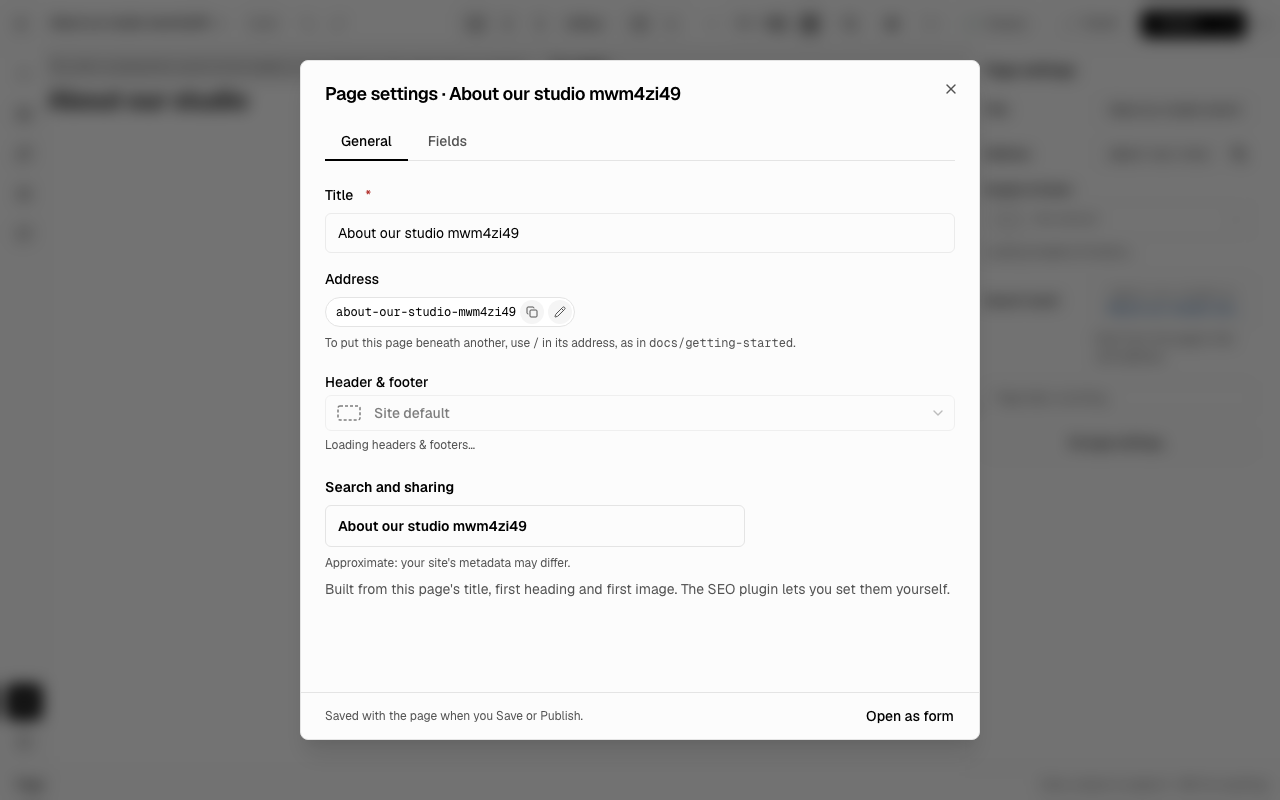 Page settings · About our studio mwm4zi49
General
Fields
Title *
About our studio mwm4zi49
Address
about-our-studio-mwm4zi49
To put this page beneath another, use / in its address, as in docs/getting-started.
Header & footer
Site default
Loading headers & footers…
Search and sharing
About our studio mwm4zi49
Approximate: your site's metadata may differ.
Built from this page's title, first heading and first image. The SEO plugin lets you set them yourself.
Saved with the page when you Save or Publish.
Open as form
About our studio